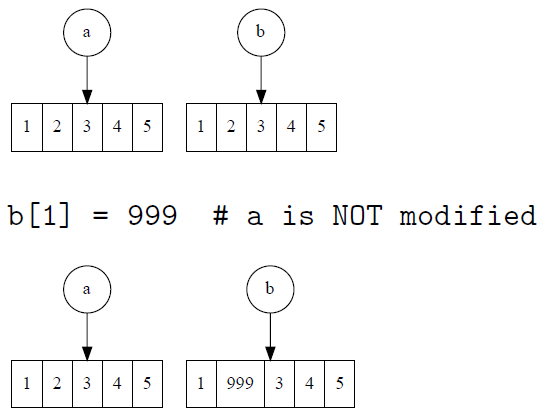 a b
1 2 3 4 5 1 2 3 4 5
b[1] = 999 # a is NOT modified
a b
1 2 3 4 5 1 999 3 4 5